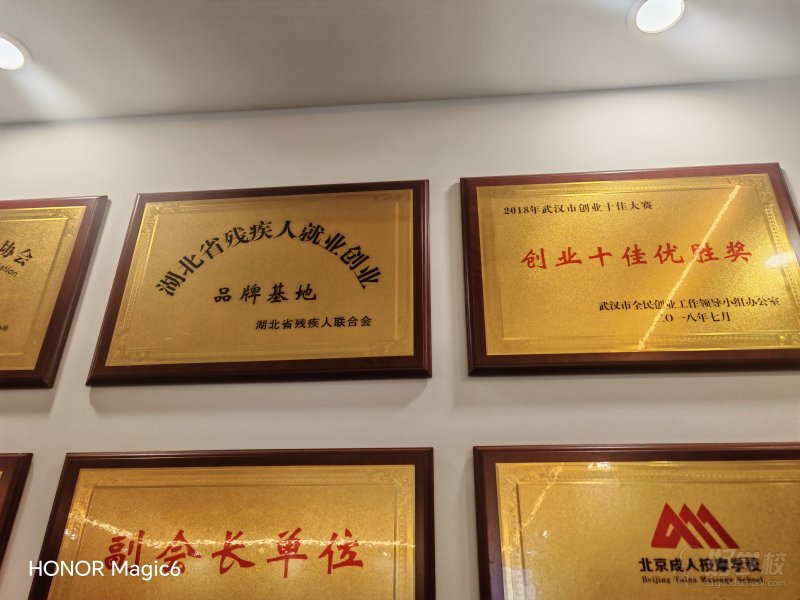 协会
湖北省残疾人就业创业
品牌基地
湖北省残疾人联合会
2018年武汉市创业十佳大赛
创业十佳优胜奖
武汉市全民创业工作领导小组办公室
二〇一八年七月
副会长单位
北京成人按摩学校
HONOR Magic6
91goodschool.com